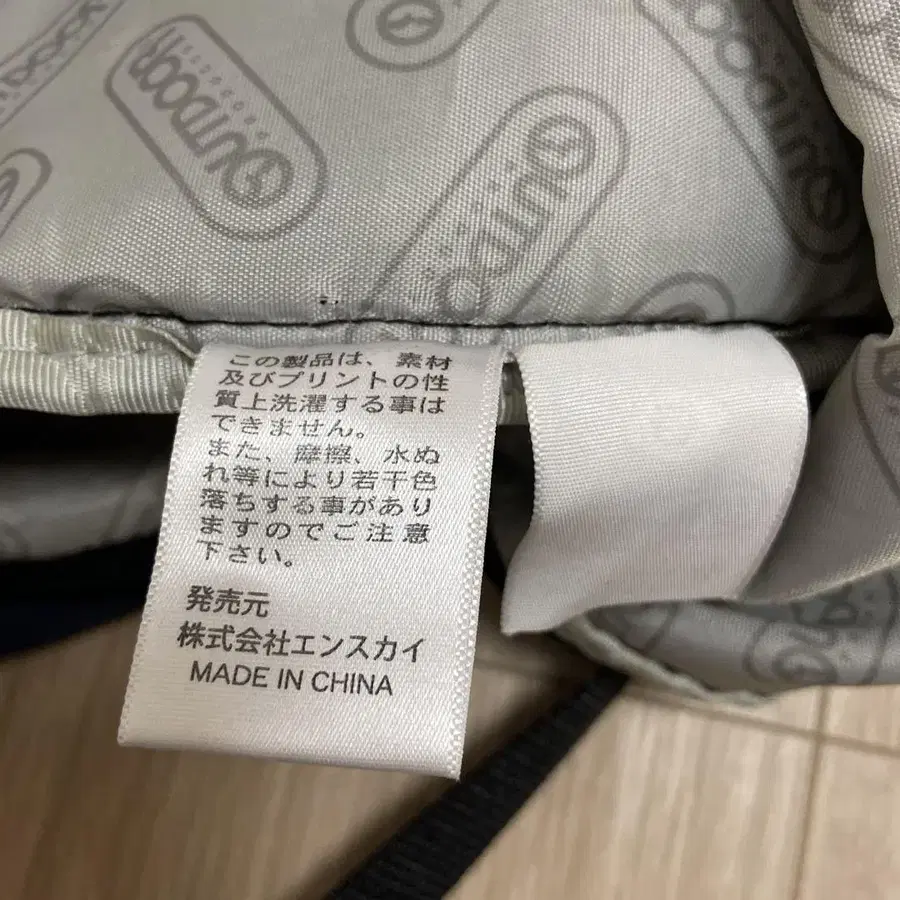 OUTDOOR
OUTDOOR
OUTDOOR
この製品は、素材
及びプリントの性
質上洗濯する事は
できません。
また、摩擦、水ぬ
れ等により若干色
落ちする事があり
ますのでご注意
下さい。
発売元
株式会社エンスカイ
MADE IN CHINA